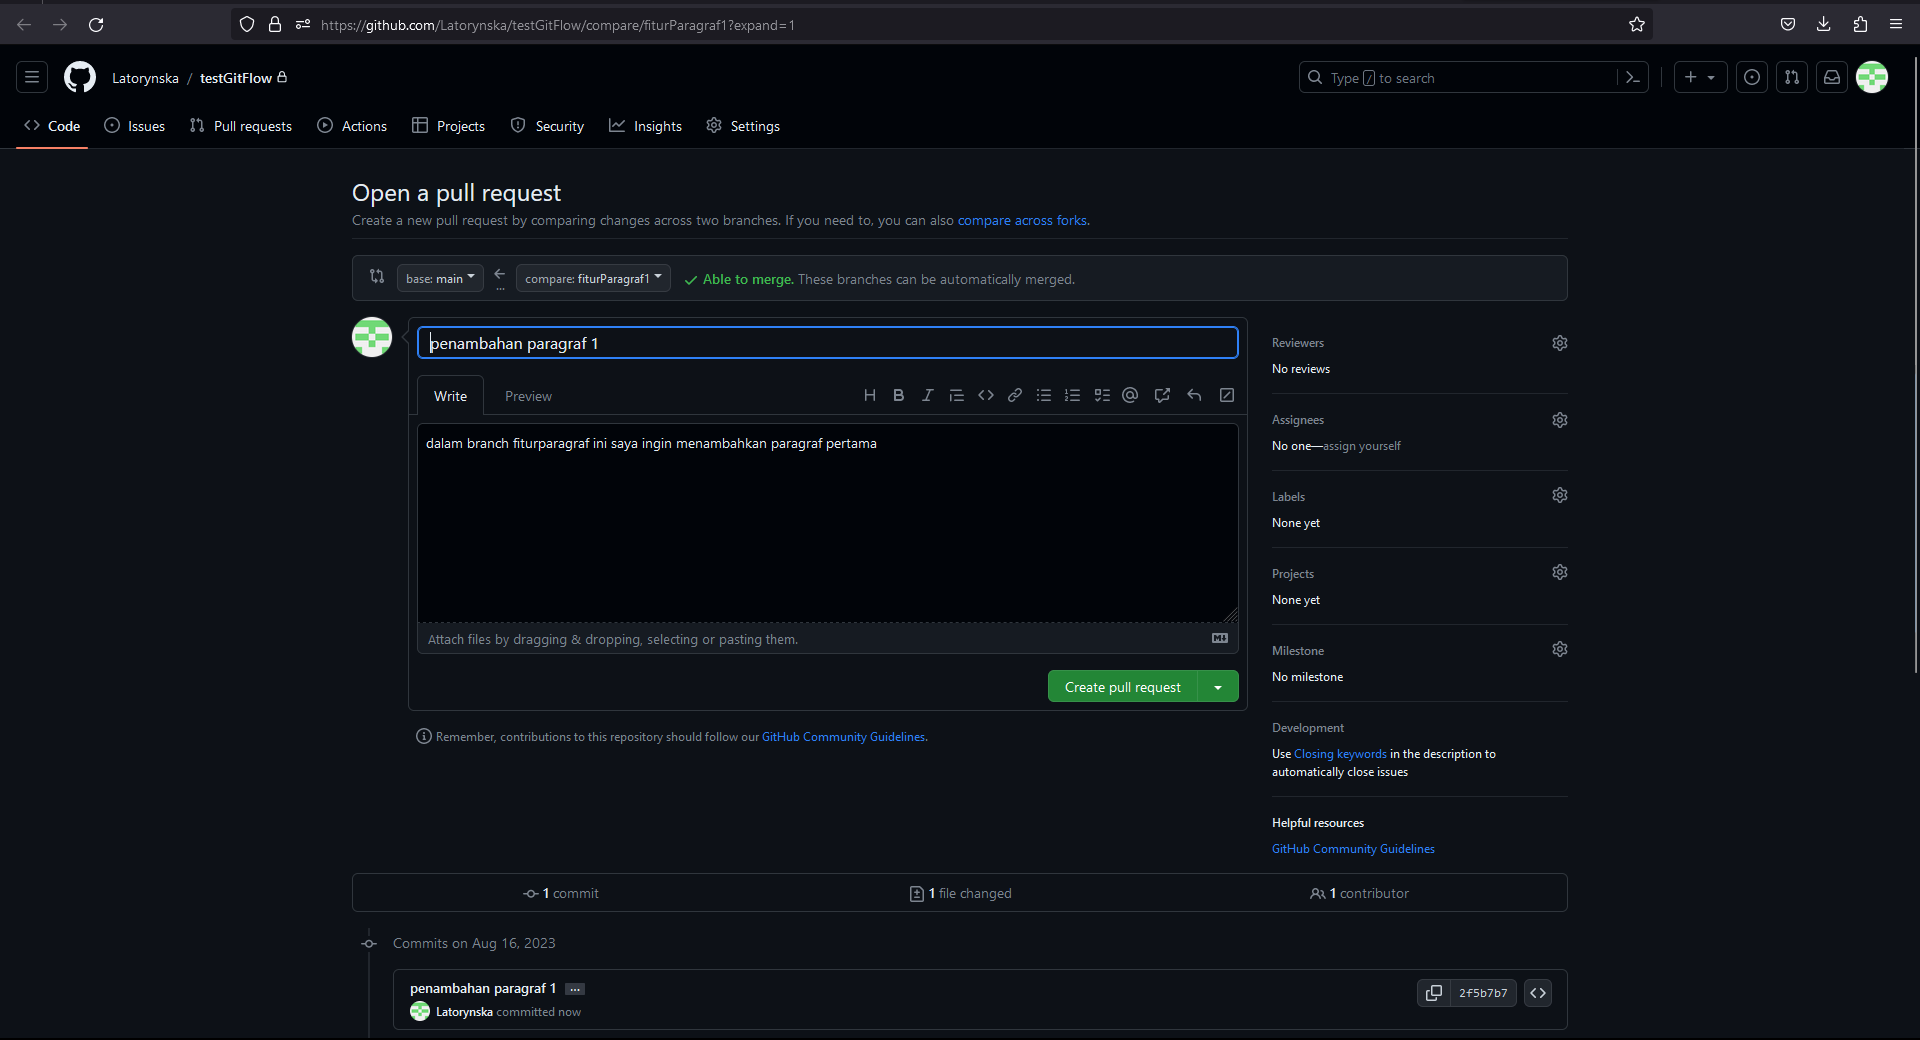 https://github.com/Latorynska/testGitFlow/compare/fiturParagraf1?expand=1
Latorynska / testGitFlow
Type / to search
Code Issues Pull requests Actions Projects Security Insights Settings
Open a pull request
Create a new pull request by comparing changes across two branches. If you need to, you can also compare across forks.
base: main ← compare: fiturParagraf1 Able to merge. These branches can be automatically merged.
...
penambahan paragraf 1
Write Preview
dalam branch fiturparagraf ini saya ingin menambahkan paragraf pertama
Attach files by dragging & dropping, selecting or pasting them.
Create pull request
Remember, contributions to this repository should follow our GitHub Community Guidelines.
Reviewers
No reviews
Assignees
No one—assign yourself
Labels
None yet
Projects
None yet
Milestone
No milestone
Development
Use Closing keywords in the description to
automatically close issues
Helpful resources
GitHub Community Guidelines
1 commit 1 file changed 1 contributor
Commits on Aug 16, 2023
penambahan paragraf 1 ...
2f5b7b7
Latorynska committed now